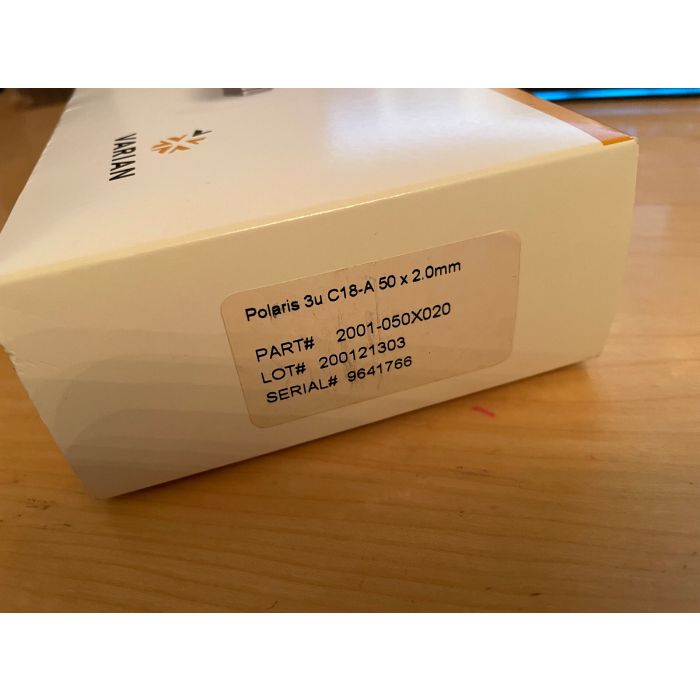 VARIAN
Polaris 3u C18-A 50 x 2.0mm
PART# 2001-050X020
LOT# 200121303
SERIAL# 9641766